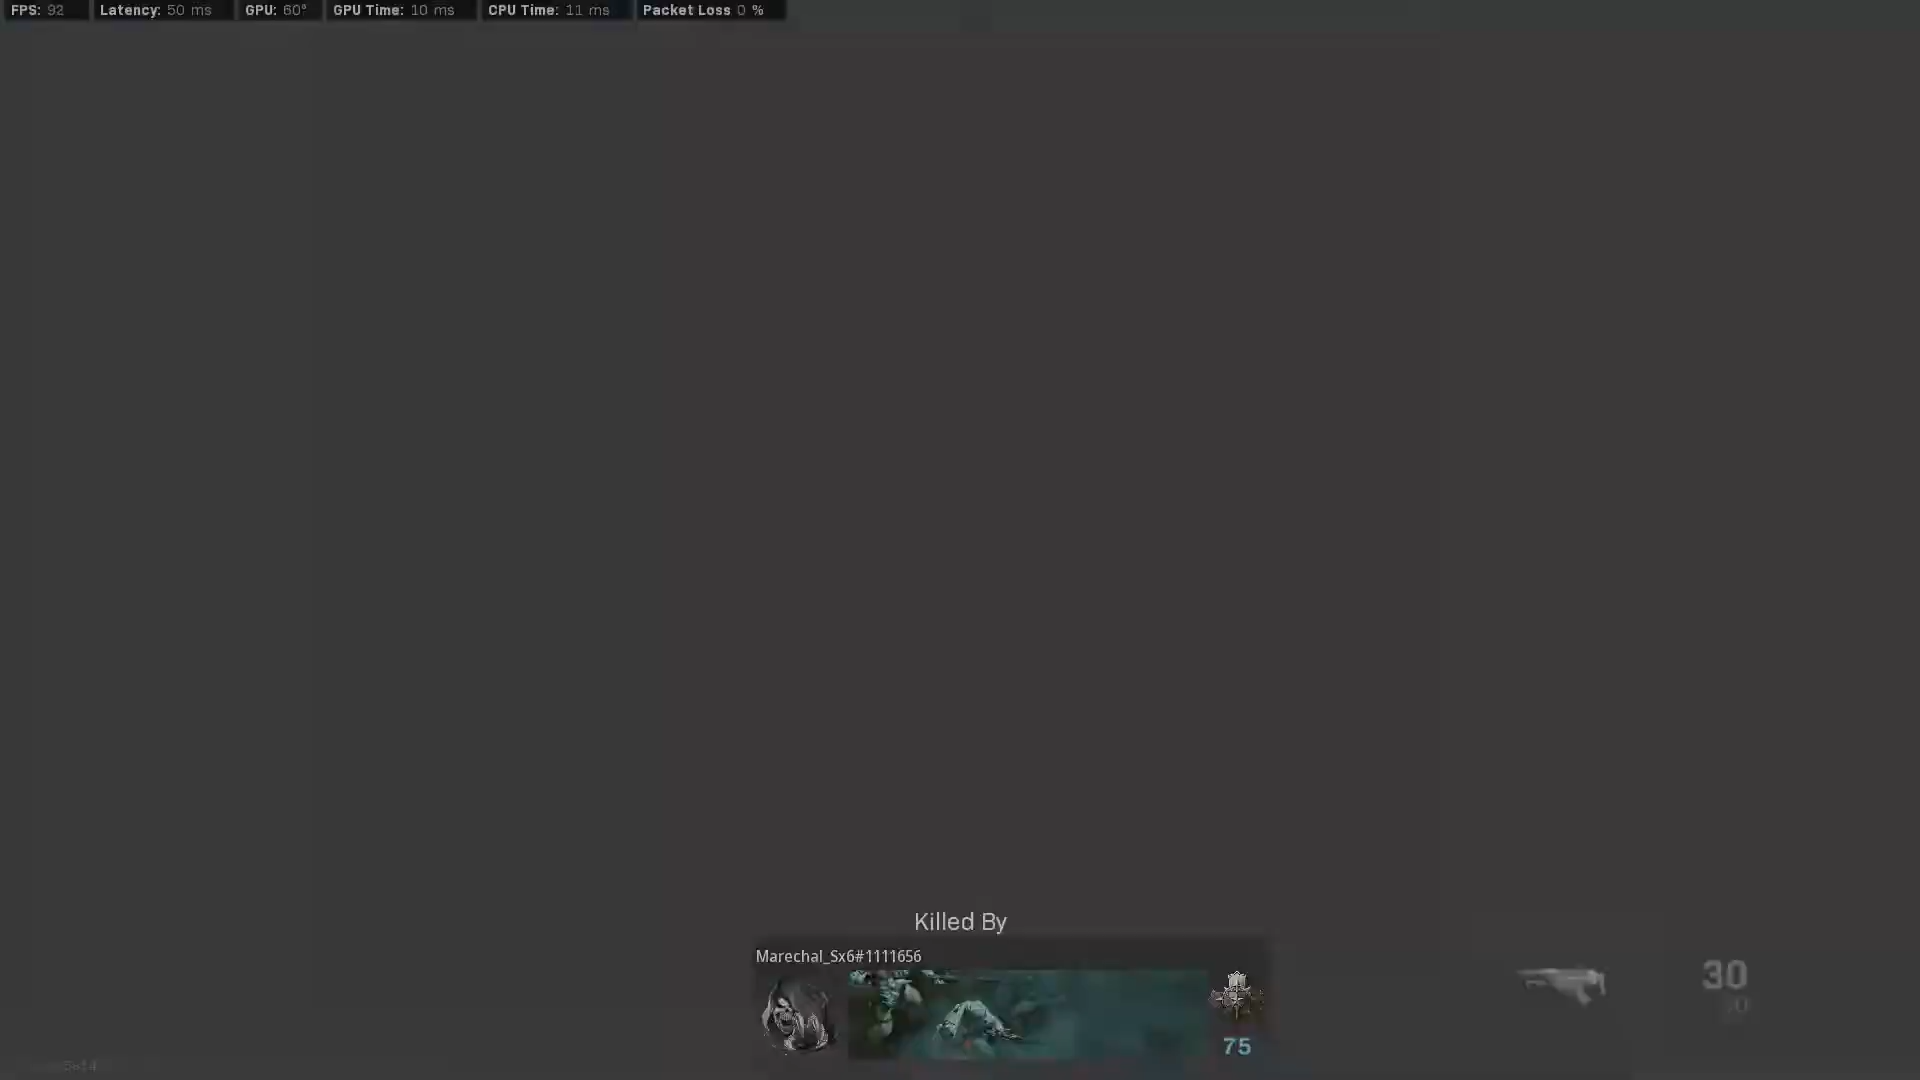 FPS: 92 Latency: 50 ms GPU: 60° GPU Time: 10 ms CPU Time: 11 ms Packet Loss 0 %
Killed By
Marechal_Sx6#1111656
30
75